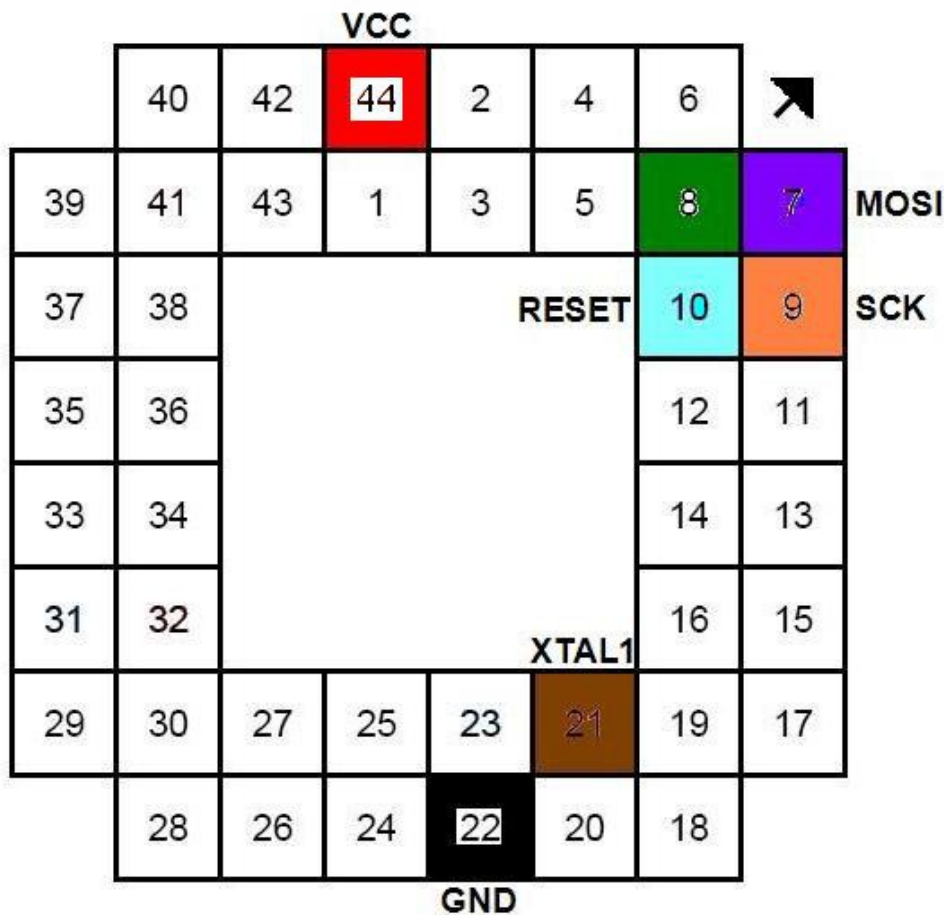 VCC
40 42 44 2 4 6
39 41 43 1 3 5 8 7 MOSI
37 38 RESET 10 9 SCK
35 36 12 11
33 34 14 13
31 32 16 15
XTAL1
29 30 27 25 23 21 19 17
28 26 24 22 20 18
GND